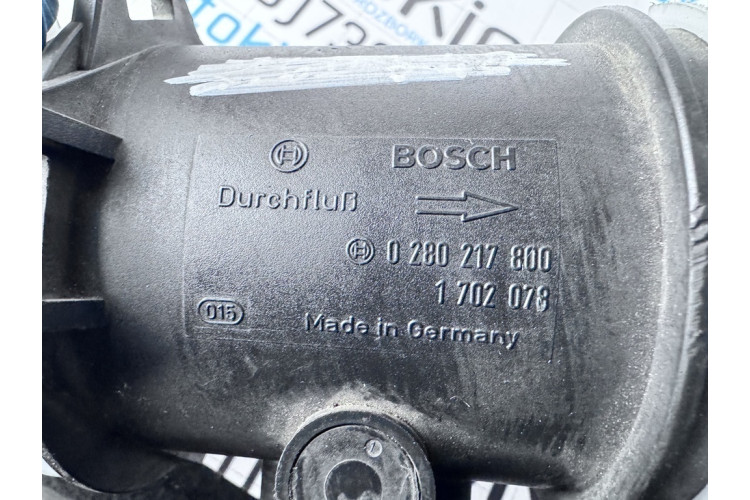 BOSCH
Durchfluß
0 280 217 800
1 702 078
015
Made in Germany